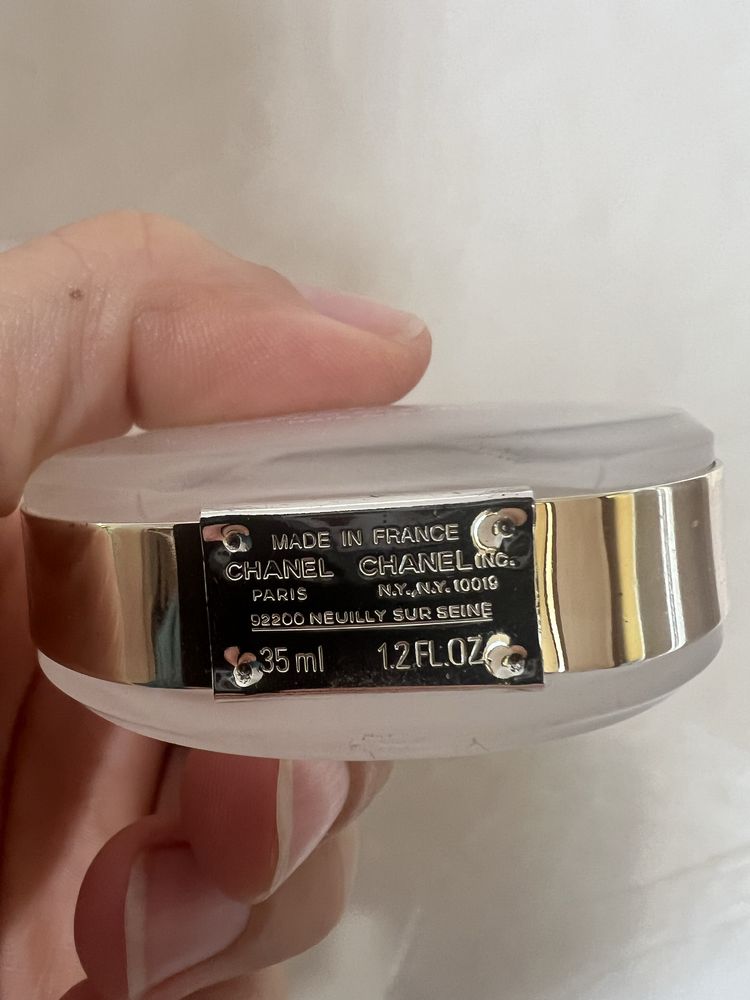 MADE IN FRANCE
CHANEL CHANEL INC.
PARIS N.Y., N.Y. 10019
92200 NEUILLY SUR SEINE
35 ml 1.2 FL.OZ